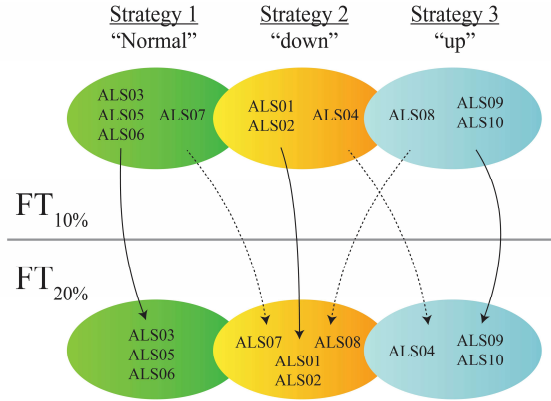 Strategy 1 Strategy 2 Strategy 3
“Normal” “down” “up”
ALS03
ALS05
ALS06
ALS07
ALS01
ALS02
ALS04
ALS08
ALS09
ALS10
FT10%
FT20%
ALS03
ALS05
ALS06
ALS07
ALS01
ALS02
ALS08
ALS04
ALS09
ALS10